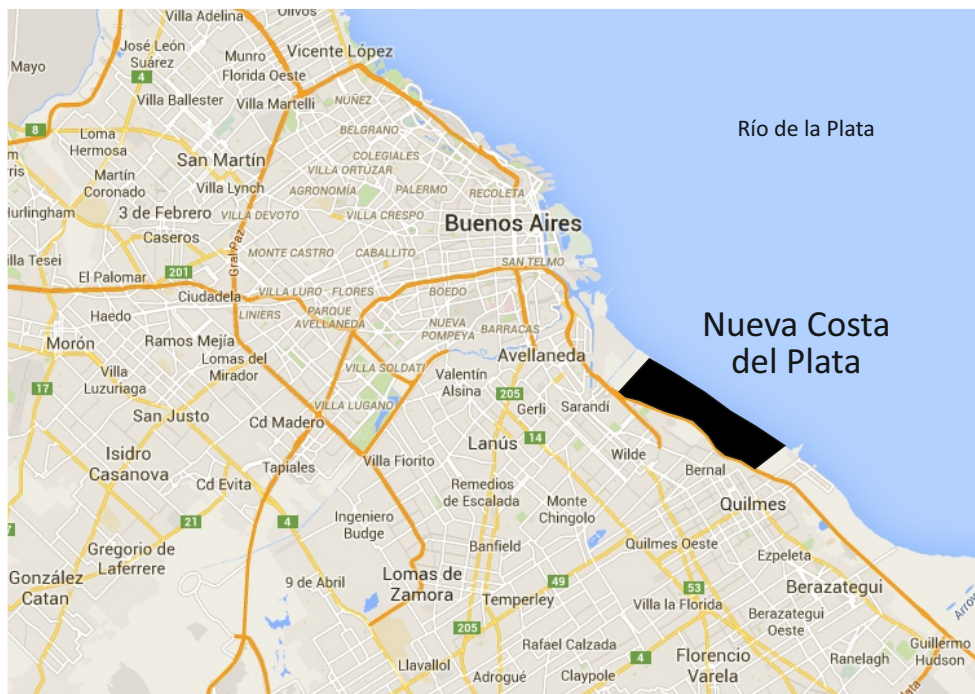 Villa Adelina
Olivos
José León
Suárez
Munro
Vicente López
Mayo
4
Florida Oeste
Villa Ballester
Villa Martelli
NUÑEZ
8
Loma
Hermosa
BELGRANO
Río de la Plata
San Martín
COLEGIALES
Martín
Coronado
Villa Lynch
VILLA ORTÚZAR
AGRONOMÍA
PALERMO
RECOLETA
Hurlingham
3 de Febrero
VILLA DEVOTO
VILLA CRESPO
Buenos Aires
Caseros
Gral Paz
MONTE CASTRO
CABALLITO
SAN TELMO
El Palomar
201
Ciudadela
VILLA LURO
FLORES
BOEDO
Haedo
LINIERS
PARQUE
AVELLANEDA
NUEVA
POMPEYA
BARRACAS
Nueva Costa
del Plata
Morón
Ramos Mejía
Avellaneda
Lomas del
Mirador
VILLA SOLDATI
Villa
Luzuriaga
Valentín
Alsina
17
205
VILLA LUGANO
Gerli
Sarandí
San Justo
Cd Madero
Lanús
14
Wilde
Isidro
Casanova
Tapiales
Villa Fiorito
Bernal
Cd Evita
Remedios
de Escalada
Monte
Chingolo
Quilmes
21
4
Ingeniero
Budge
Gregorio de
Laferrere
Banfield
Quilmes Oeste
Ezpeleta
González
Catan
9 de Abril
Lomas de
Zamora
49
53
Berazategui
Temperley
Villa la Florida
Berazategui
Oeste
205
Rafael Calzada
Guillermo
Hudson
Llavallol
Adrogué
4
Claypole
Florencio
Varela
Ranelagh